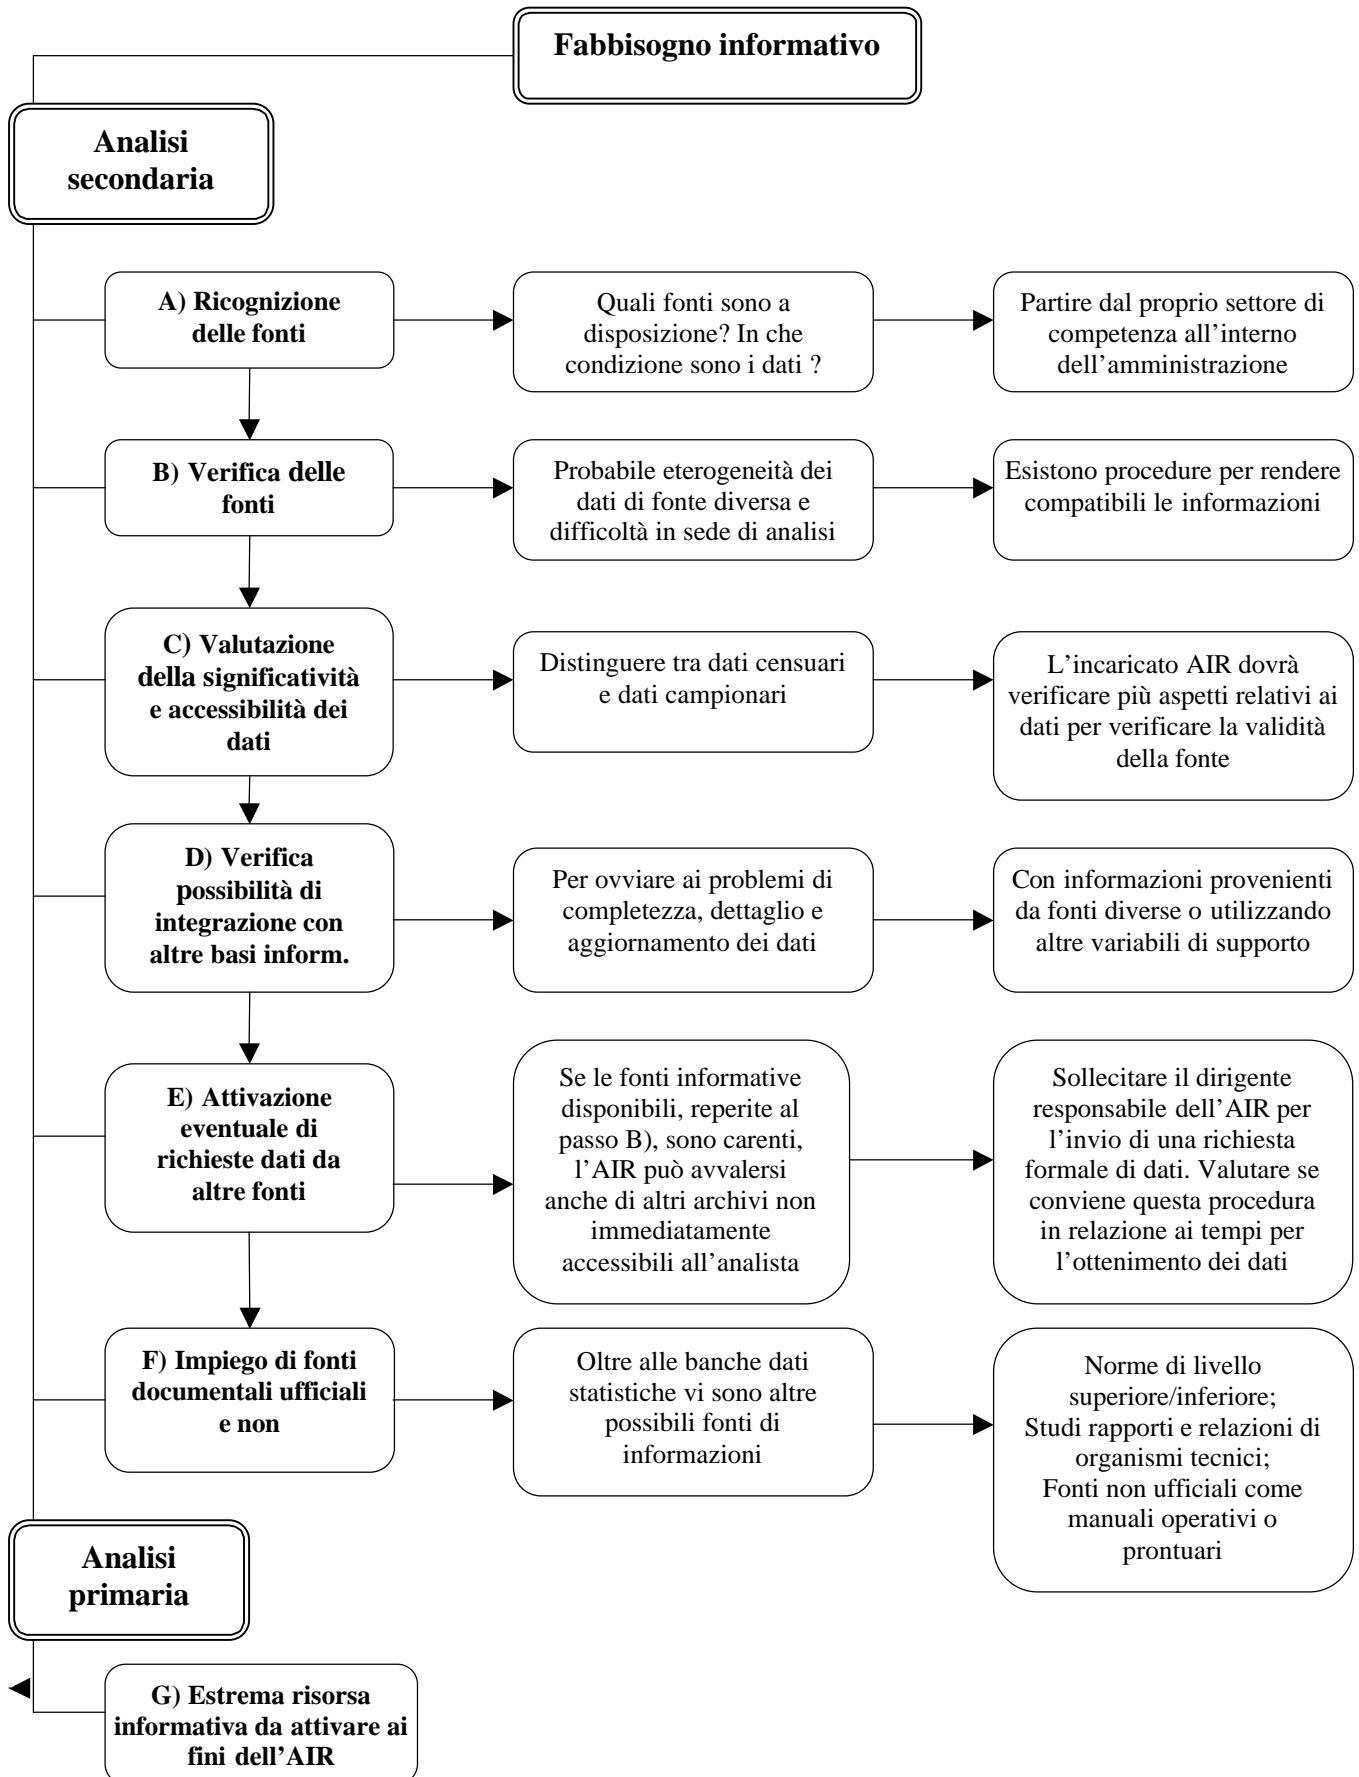 Fabbisogno informativo
Analisi
secondaria
A) Ricognizione
delle fonti
Quali fonti sono a
disposizione? In che
condizione sono i dati ?
Partire dal proprio settore di
competenza all’interno
dell’amministrazione
B) Verifica delle
fonti
Probabile eterogeneità dei
dati di fonte diversa e
difficoltà in sede di analisi
Esistono procedure per rendere
compatibili le informazioni
C) Valutazione
della significatività
e accessibilità dei
dati
Distinguere tra dati censuari
e dati campionari
L’incaricato AIR dovrà
verificare più aspetti relativi ai
dati per verificare la validità
della fonte
D) Verifica
possibilità di
integrazione con
altre basi inform.
Per ovviare ai problemi di
completezza, dettaglio e
aggiornamento dei dati
Con informazioni provenienti
da fonti diverse o utilizzando
altre variabili di supporto
E) Attivazione
eventuale di
richieste dati da
altre fonti
Se le fonti informative
disponibili, reperite al
passo B), sono carenti,
l’AIR può avvalersi
anche di altri archivi non
immediatamente
accessibili all’analista
Sollecitare il dirigente
responsabile dell’AIR per
l’invio di una richiesta
formale di dati. Valutare se
conviene questa procedura
in relazione ai tempi per
l’ottenimento dei dati
F) Impiego di fonti
documentali ufficiali
e non
Oltre alle banche dati
statistiche vi sono altre
possibili fonti di
informazioni
Norme di livello
superiore/inferiore;
Studi rapporti e relazioni di
organismi tecnici;
Fonti non ufficiali come
manuali operativi o
prontuari
Analisi
primaria
G) Estrema risorsa
informativa da attivare ai
fini dell’AIR